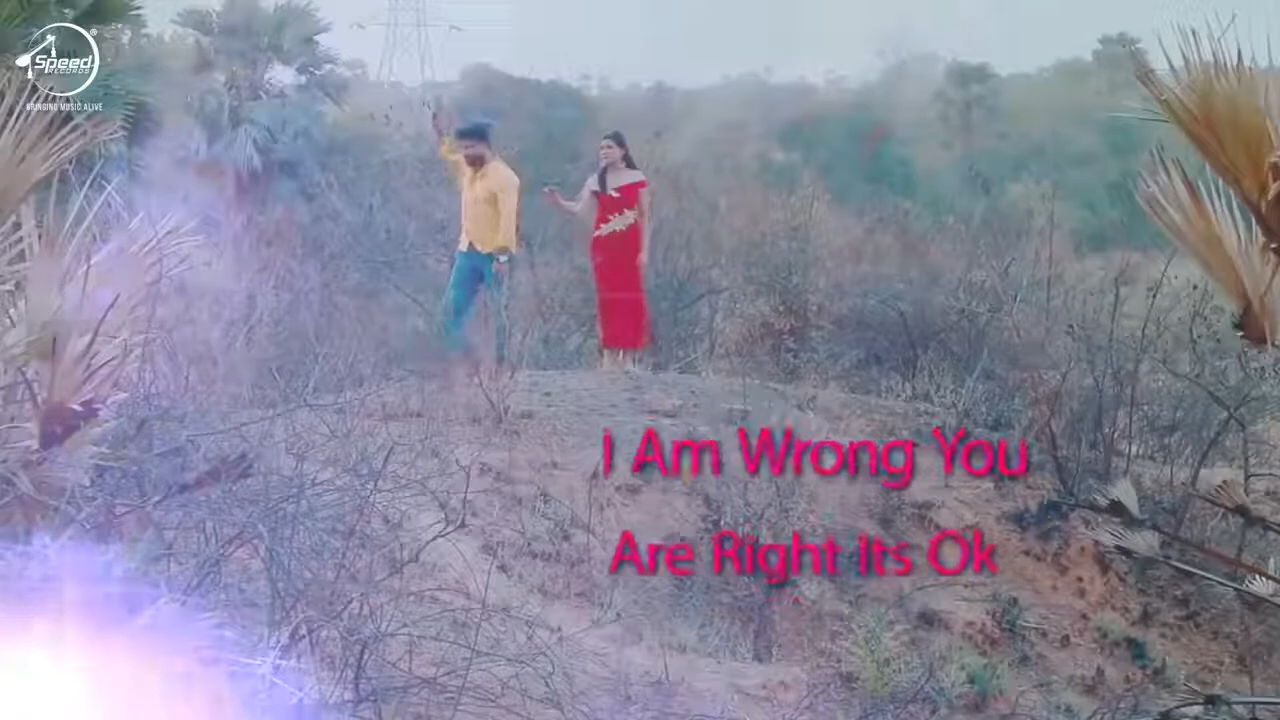 Speed
RECORDS
BRINGING MUSIC ALIVE
I Am Wrong You
Are Right Its Ok